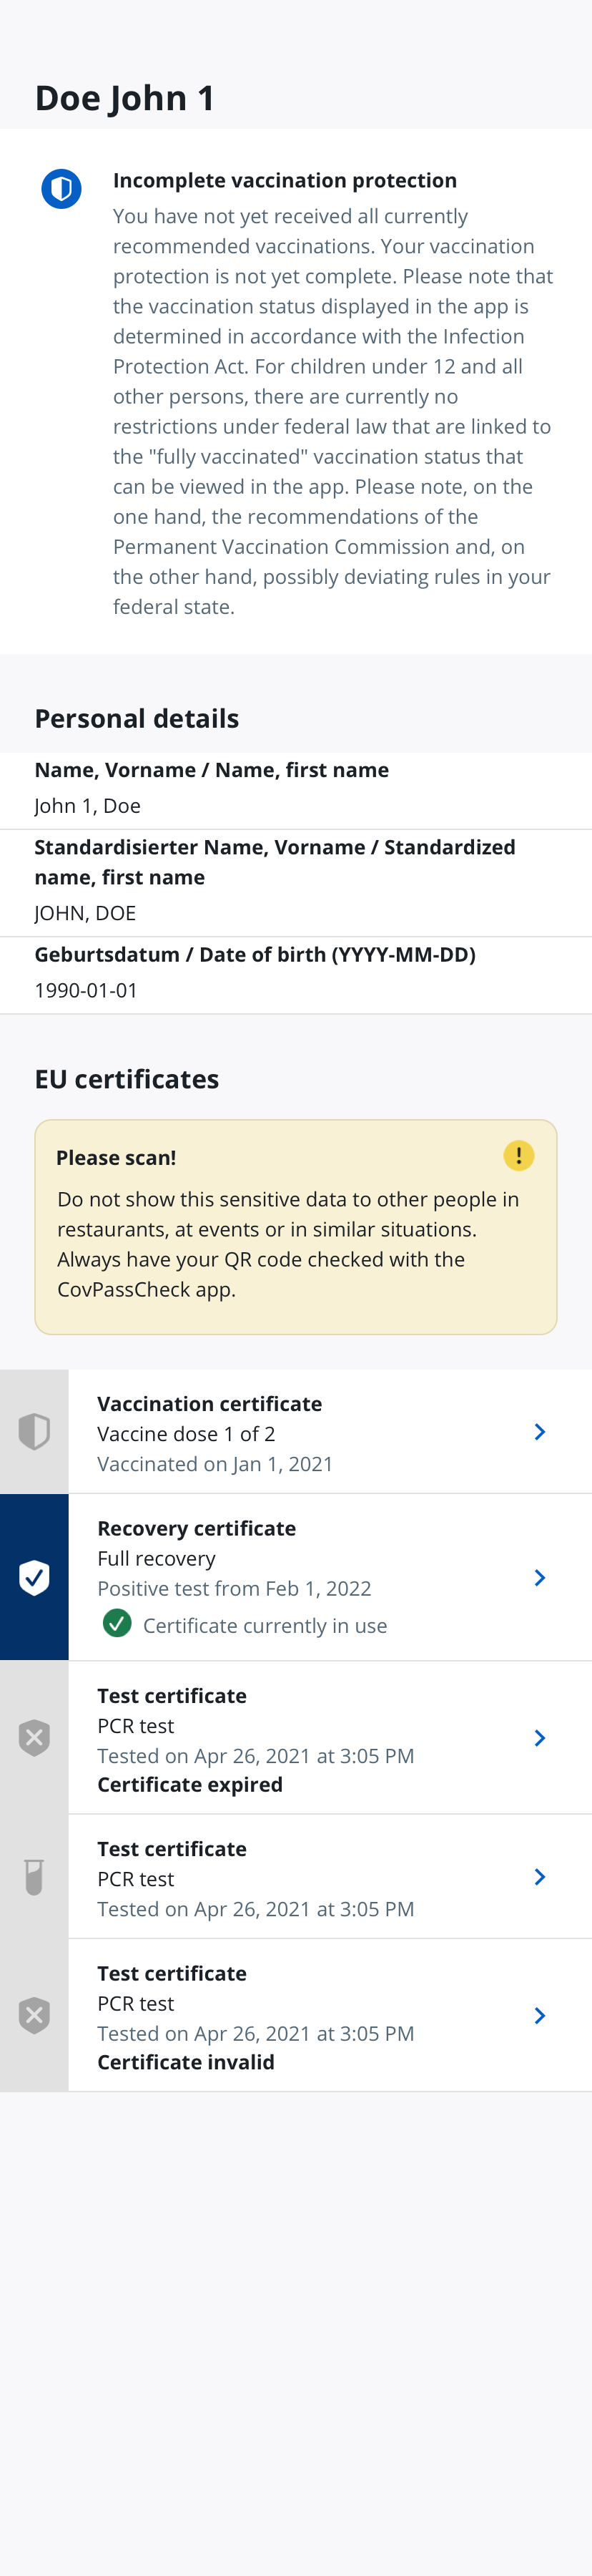 Doe John 1
Incomplete vaccination protection
You have not yet received all currently
recommended vaccinations. Your vaccination
protection is not yet complete. Please note that
the vaccination status displayed in the app is
determined in accordance with the Infection
Protection Act. For children under 12 and all
other persons, there are currently no
restrictions under federal law that are linked to
the "fully vaccinated" vaccination status that
can be viewed in the app. Please note, on the
one hand, the recommendations of the
Permanent Vaccination Commission and, on
the other hand, possibly deviating rules in your
federal state.
Personal details
Name, Vorname / Name, first name
John 1, Doe
Standardisierter Name, Vorname / Standardized
name, first name
JOHN, DOE
Geburtsdatum / Date of birth (YYYY-MM-DD)
1990-01-01
EU certificates
Please scan!
Do not show this sensitive data to other people in
restaurants, at events or in similar situations.
Always have your QR code checked with the
CovPassCheck app.
Vaccination certificate
Vaccine dose 1 of 2
Vaccinated on Jan 1, 2021
Recovery certificate
Full recovery
Positive test from Feb 1, 2022
Certificate currently in use
Test certificate
PCR test
Tested on Apr 26, 2021 at 3:05 PM
Certificate expired
Test certificate
PCR test
Tested on Apr 26, 2021 at 3:05 PM
Test certificate
PCR test
Tested on Apr 26, 2021 at 3:05 PM
Certificate invalid